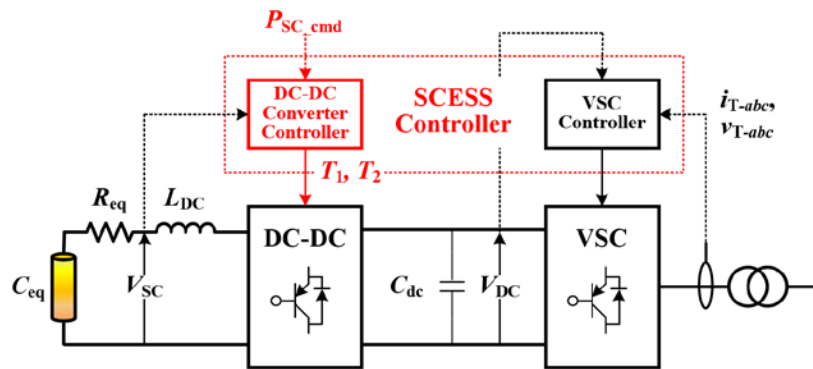 P_SC_cmd
DC-DC
Converter
Controller
SCESS
Controller
VSC
Controller
i_T-abc,
v_T-abc
T_1, T_2
R_eq
L_DC
DC-DC
VSC
C_eq
V_SC
C_dc
V_DC